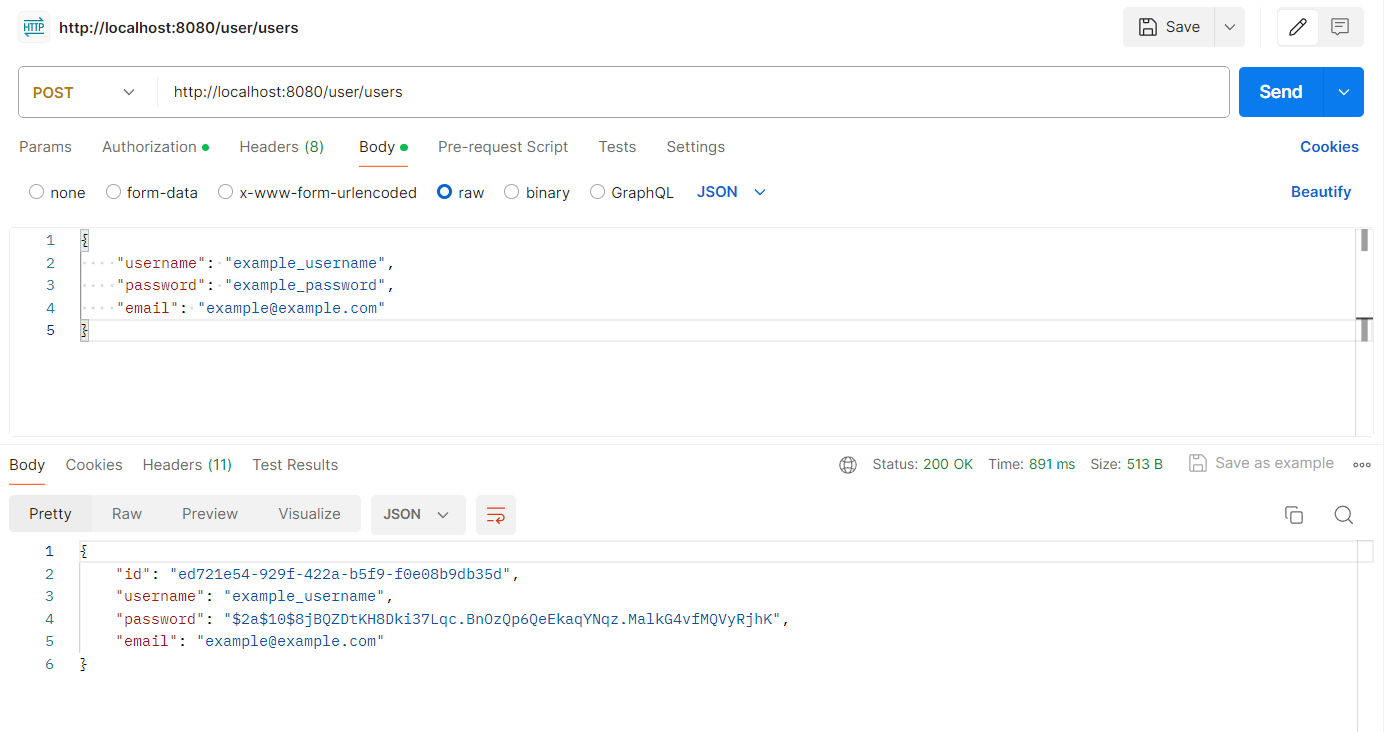 HTTP http://localhost:8080/user/users Save
POST http://localhost:8080/user/users Send
Params Authorization Headers (8) Body Pre-request Script Tests Settings Cookies
none form-data x-www-form-urlencoded raw binary GraphQL JSON Beautify
1 {
2 "username": "example_username",
3 "password": "example_password",
4 "email": "example@example.com"
5 }
Body Cookies Headers (11) Test Results Status: 200 OK Time: 891 ms Size: 513 B Save as example
Pretty Raw Preview Visualize JSON
1 {
2 "id": "ed721e54-929f-422a-b5f9-f0e08b9db35d",
3 "username": "example_username",
4 "password": "$2a$10$8jBQZDtKH8Dki37Lqc.BnOzQp6QeEkaqYNqz.MalkG4vfMQVyRjhK",
5 "email": "example@example.com"
6 }